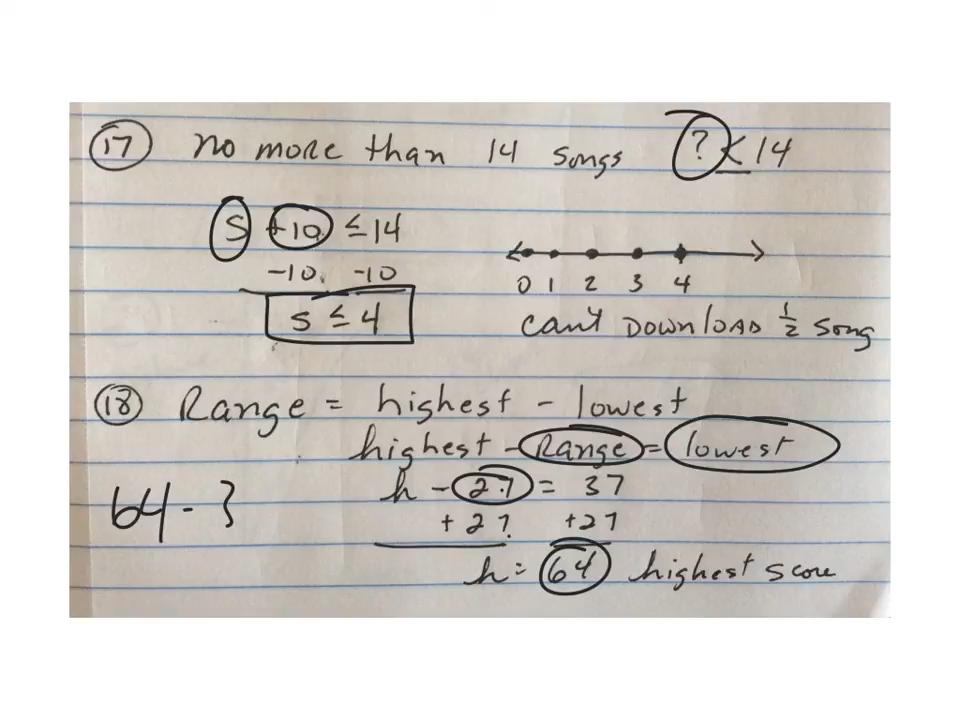 17 No more than 14 songs ? ≤ 14
S +10 ≤ 14
-10 -10
s ≤ 4
0 1 2 3 4
can't DOWNLOAD 1/2 song
18 Range = highest - lowest
highest - Range = lowest
64 - 3
h - 27 = 37
+27 +27
h = 64 highest score